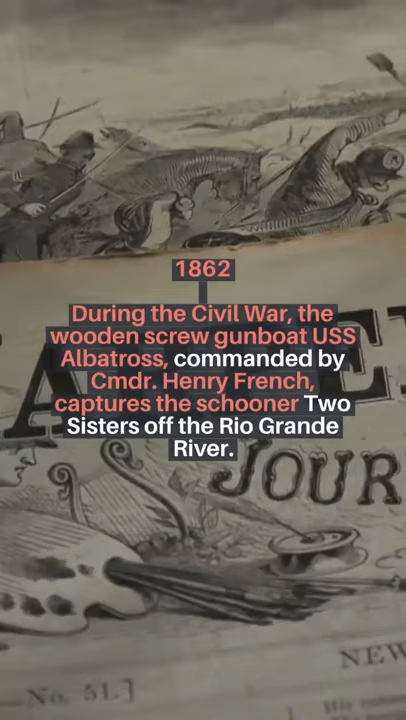 1862
During the Civil War, the
wooden screw gunboat USS
Albatross, commanded by
Cmdr. Henry French,
captures the schooner Two
Sisters off the Rio Grande
River.
JOUR
NEW
No. 51.]